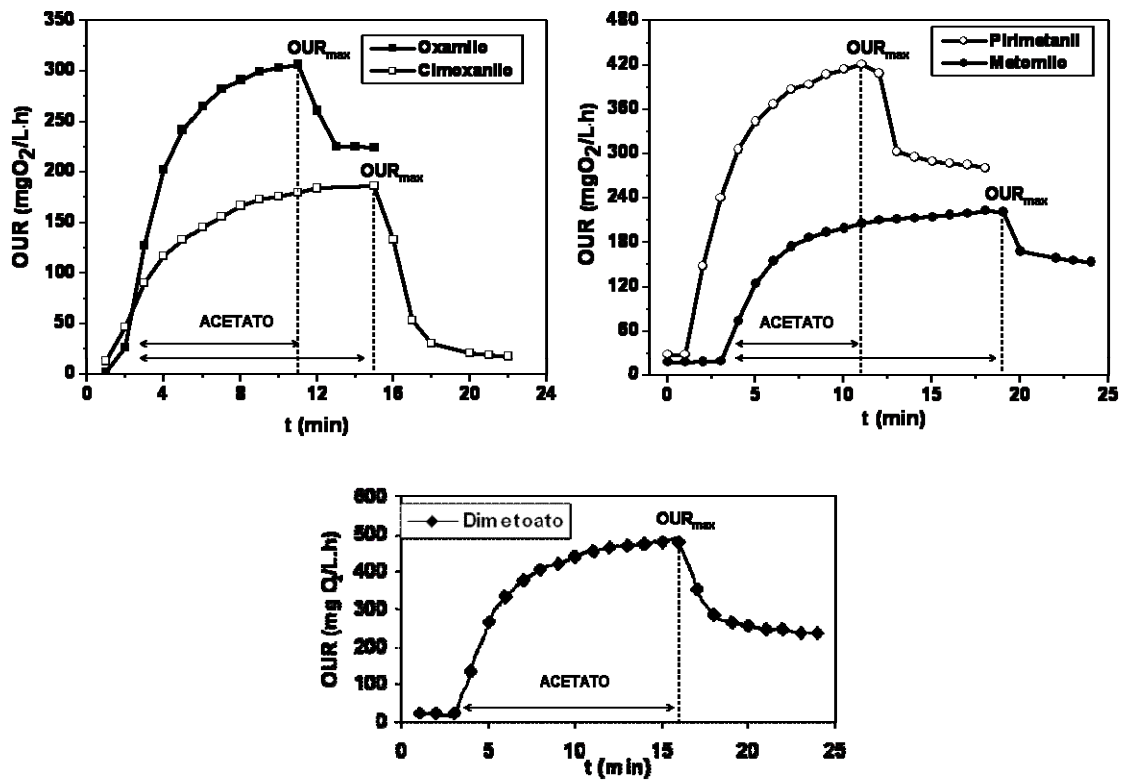 350
300
250
200
150
100
50
0
OUR (mgO₂/L·h)
OURmax
Oxamilo
Cimoxanilo
OURmax
ACETATO
0 4 8 12 16 20 24
t (min)
480
420
360
300
240
180
120
60
0
OUR (mgO₂/L·h)
OURmax
Pirimetanil
Metomilo
OURmax
ACETATO
0 5 10 15 20 25
t (min)
600
500
400
300
200
100
0
OUR (mg O₂/L.h)
Dimetoato
OURmax
ACETATO
0 5 10 15 20 25
t (min)